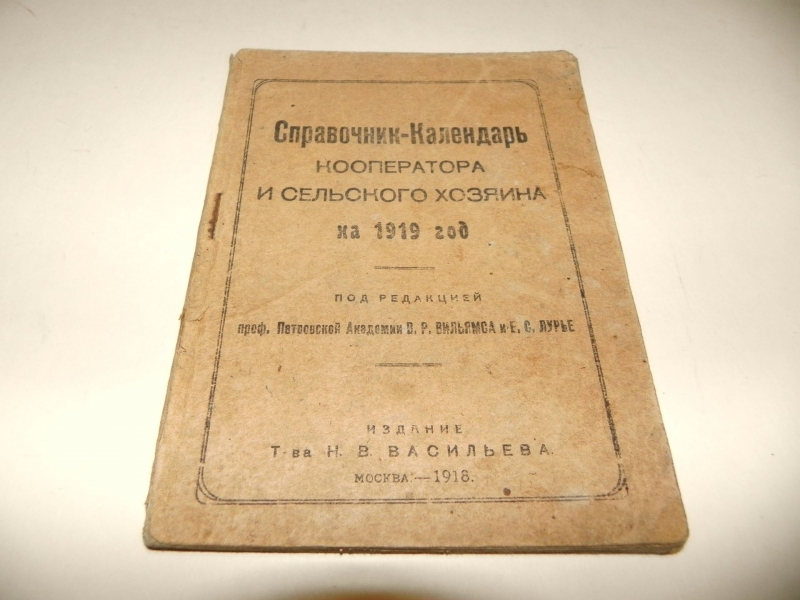 Справочник-Календарь
КООПЕРАТОРА
И СЕЛЬСКОГО ХОЗЯИНА
на 1919 год
ПОД РЕДАКЦИЕЙ
проф. Петровской Академии В. Р. ВИЛЬЯМСА и Е. С. ЛУРЬЕ
ИЗДАНИЕ
Т-ва Н. В. ВАСИЛЬЕВА.
МОСКВА.—1918.